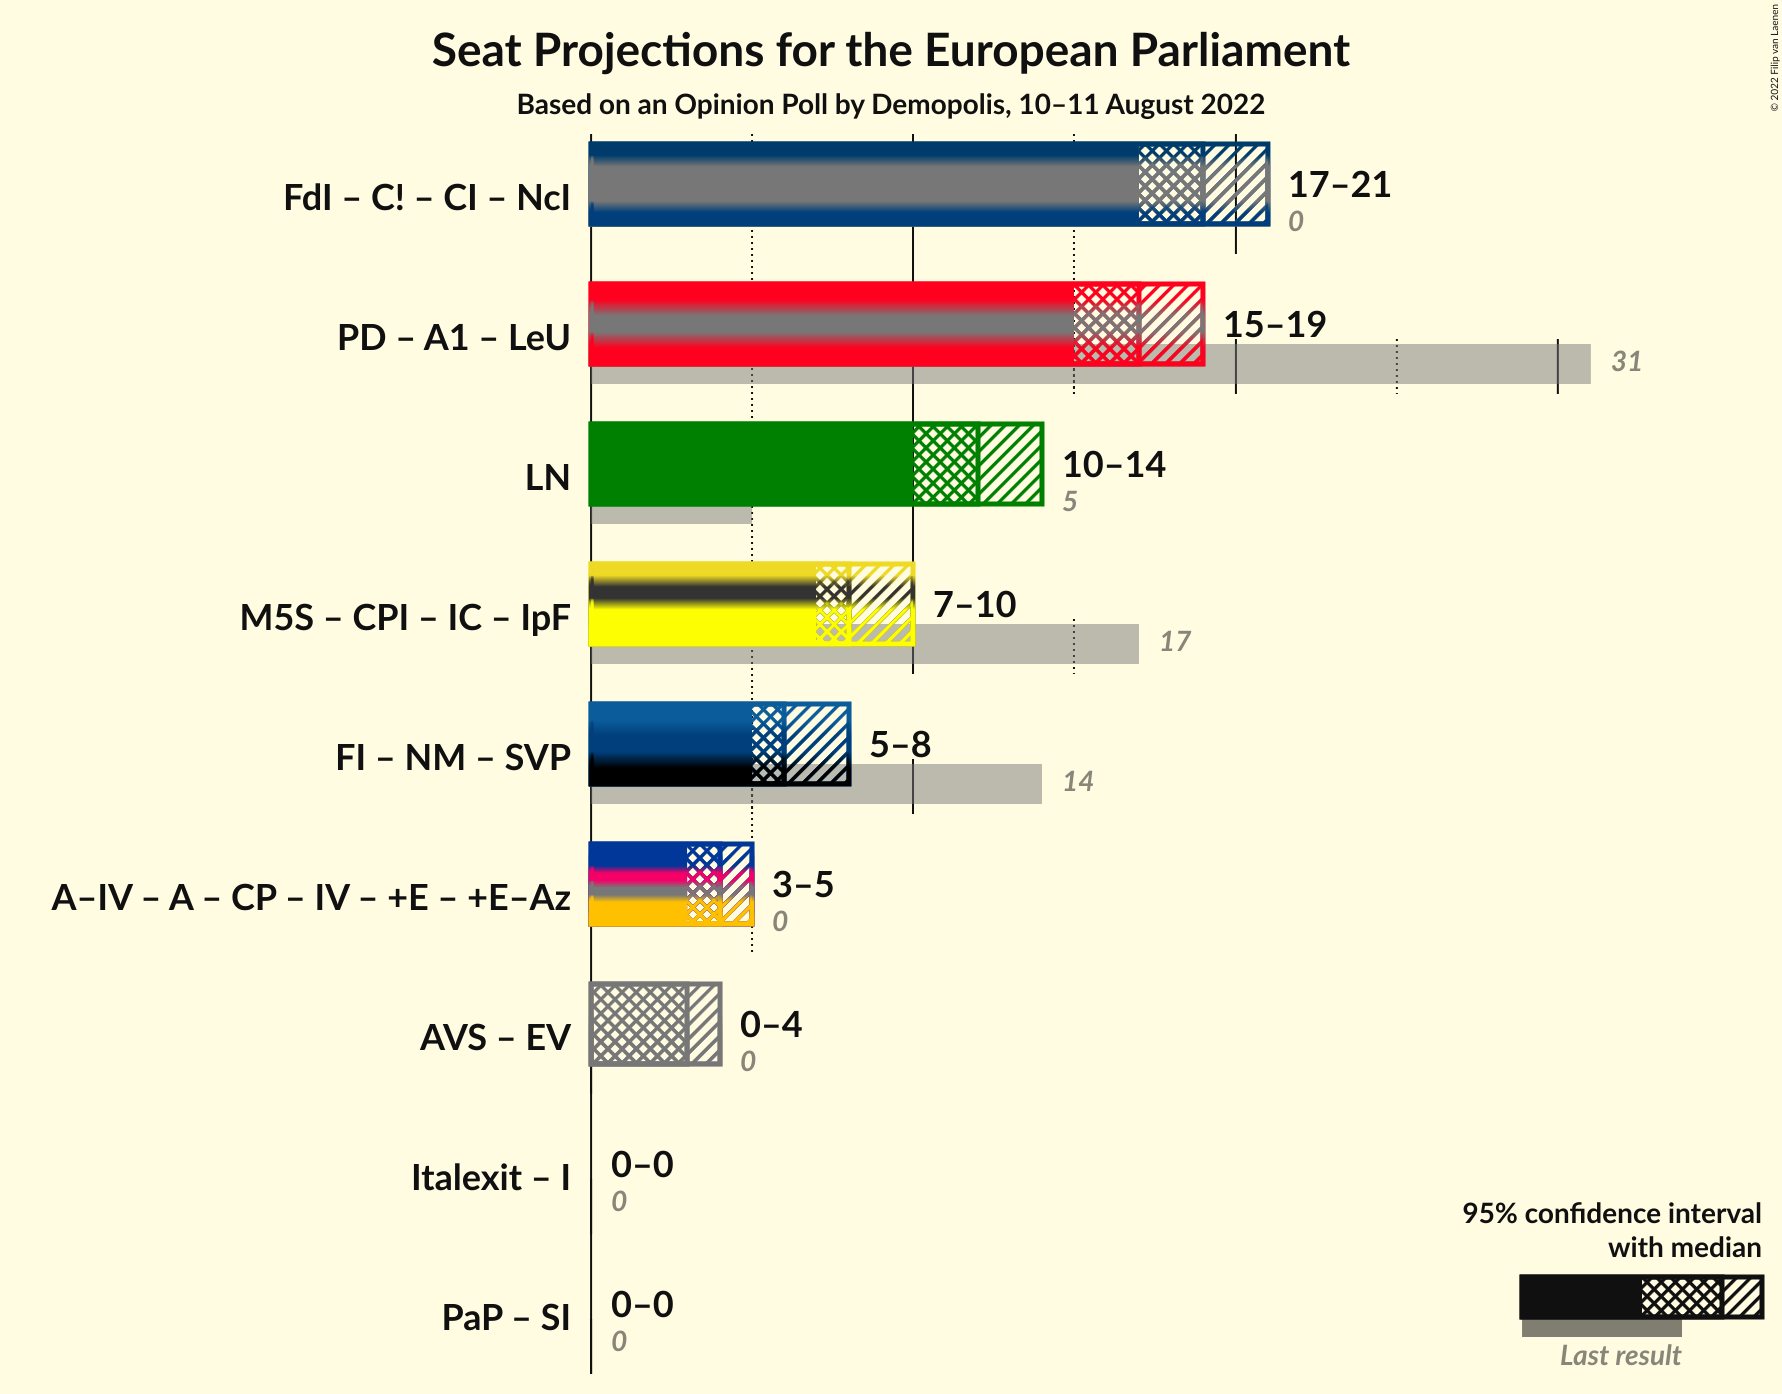 Seat Projections for the European Parliament
Based on an Opinion Poll by Demopolis, 10–11 August 2022
© 2022 Filip van Laenen
FdI – C! – CI – NcI
17–21
0
PD – A1 – LeU
15–19
31
LN
10–14
5
M5S – CPI – IC – IpF
7–10
17
FI – NM – SVP
5–8
14
A–IV – A – CP – IV – +E – +E–Az
3–5
0
AVS – EV
0–4
0
Italexit – I
0–0
0
PaP – SI
0–0
0
95% confidence interval
with median
Last result